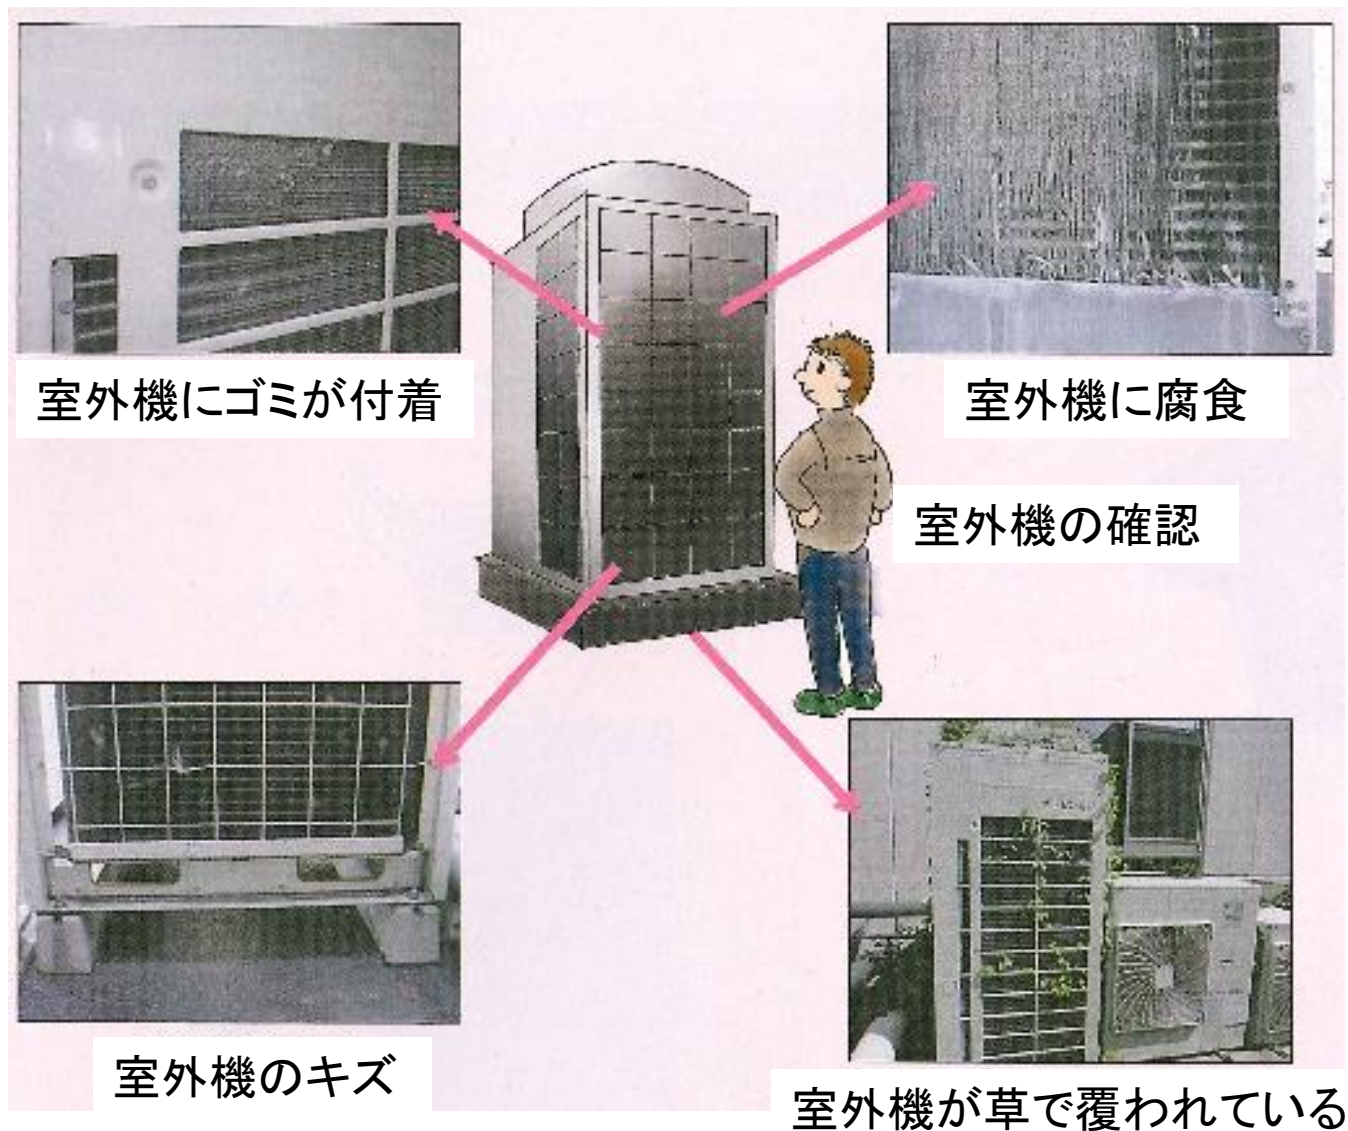 室外機にゴミが付着
室外機に腐食
室外機の確認
室外機のキズ
室外機が草で覆われている